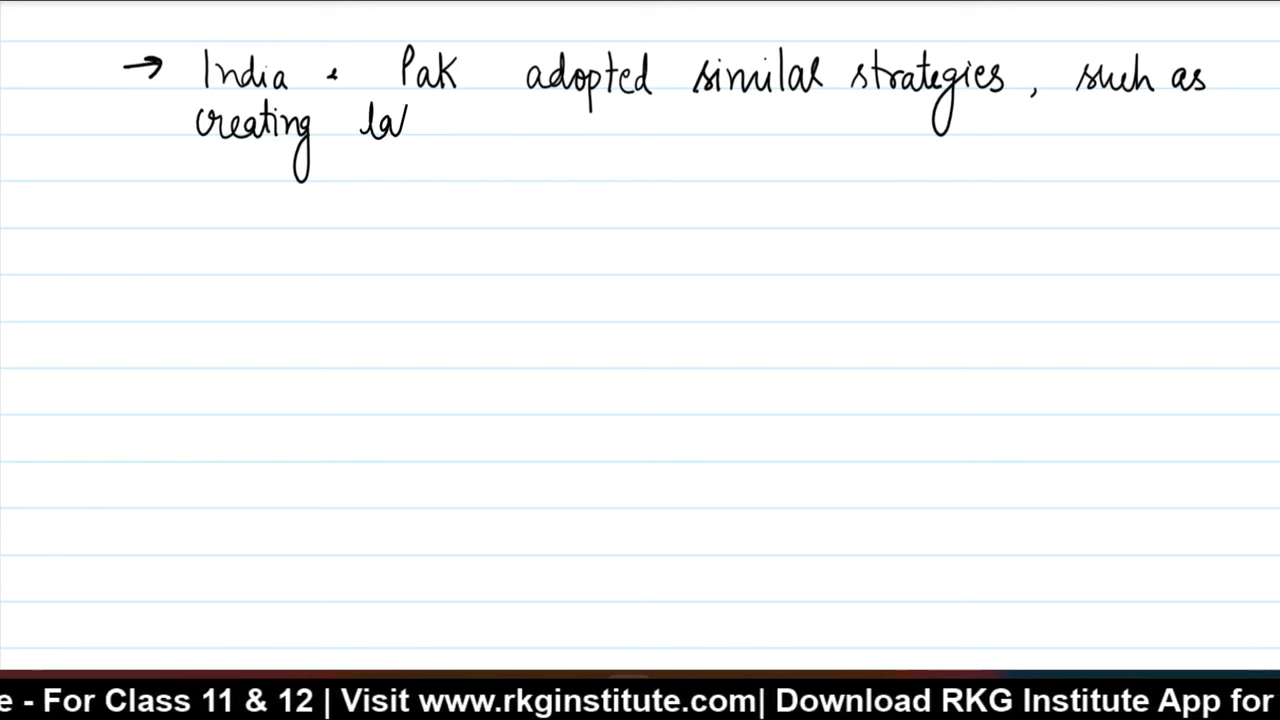 → India & Pak adopted similar strategies, such as
creating la
e - For Class 11 & 12 | Visit www.rkginstitute.com| Download RKG Institute App for